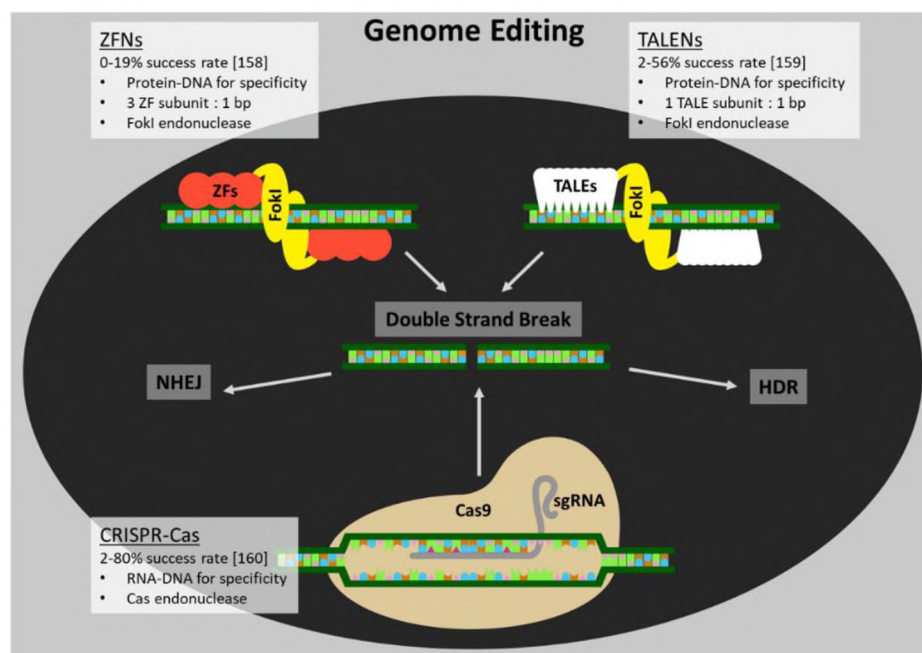 Genome Editing
ZFNs
0-19% success rate [158]
• Protein-DNA for specificity
• 3 ZF subunit : 1 bp
• FokI endonuclease
TALENs
2-56% success rate [159]
• Protein-DNA for specificity
• 1 TALE subunit : 1 bp
• FokI endonuclease
ZFs
FokI
TALEs
FokI
Double Strand Break
NHEJ
HDR
Cas9
sgRNA
CRISPR-Cas
2-80% success rate [160]
• RNA-DNA for specificity
• Cas endonuclease